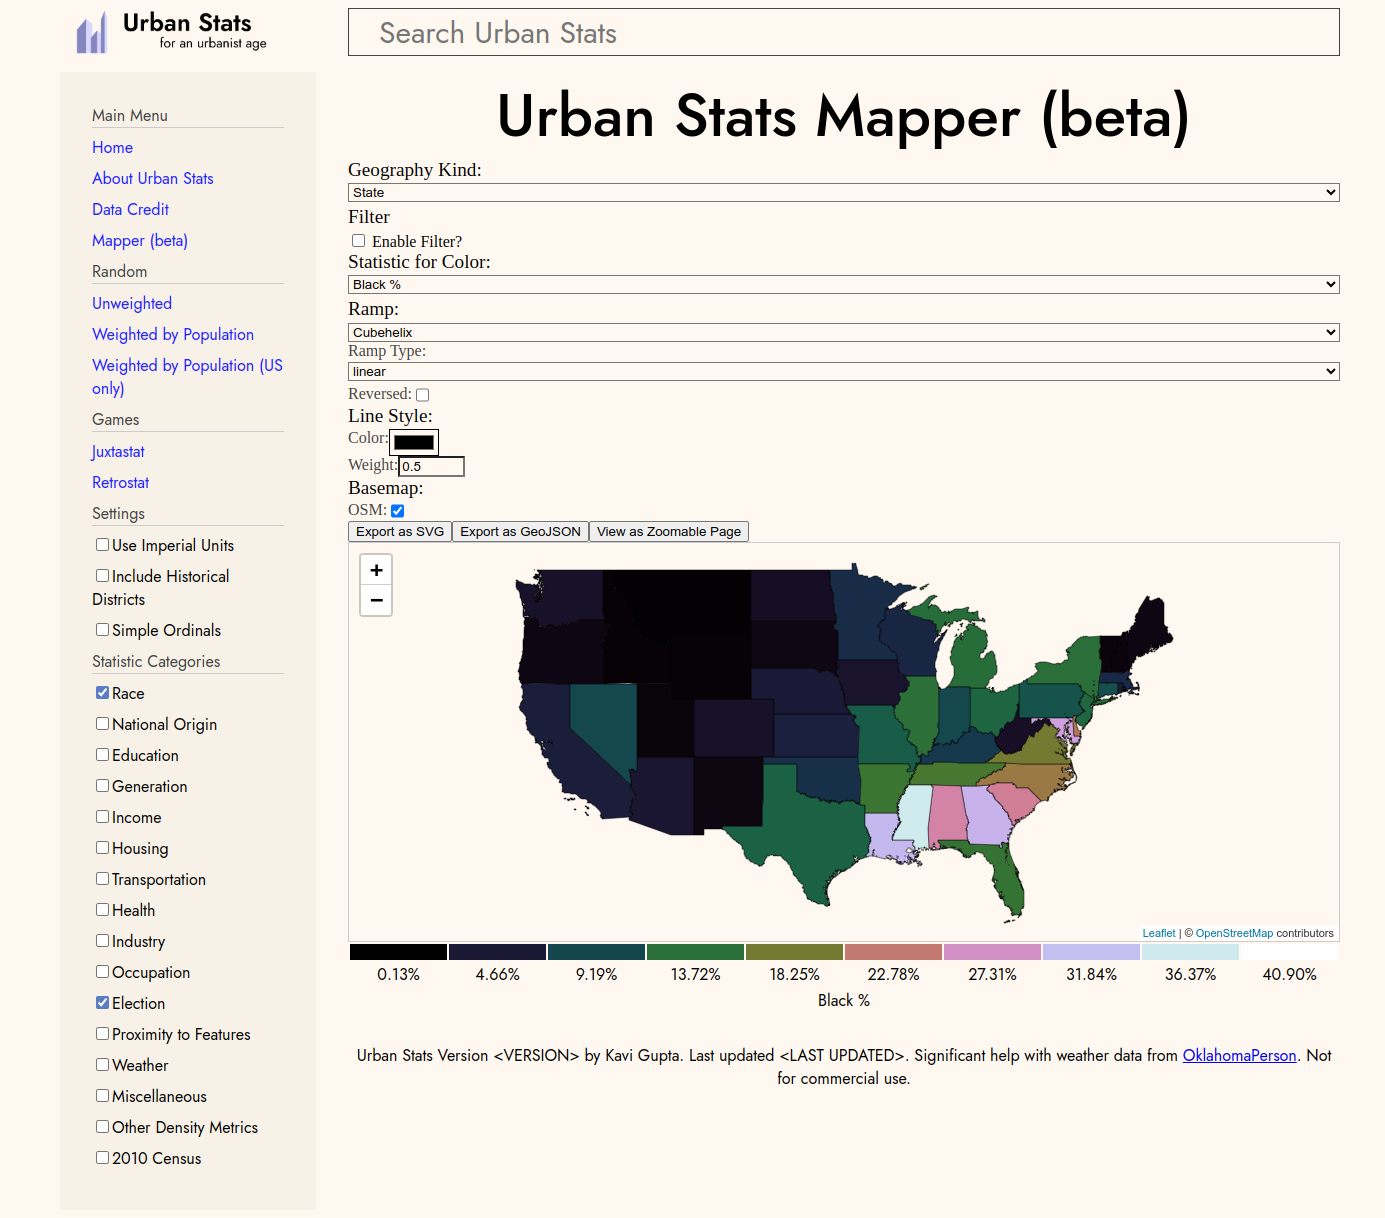 Urban Stats
for an urbanist age
Search Urban Stats
Main Menu
Home
About Urban Stats
Data Credit
Mapper (beta)
Random
Unweighted
Weighted by Population
Weighted by Population (US
only)
Games
Juxtastat
Retrostat
Settings
Use Imperial Units
Include Historical
Districts
Simple Ordinals
Statistic Categories
Race
National Origin
Education
Generation
Income
Housing
Transportation
Health
Industry
Occupation
Election
Proximity to Features
Weather
Miscellaneous
Other Density Metrics
2010 Census
Urban Stats Mapper (beta)
Geography Kind:
State
Filter
Enable Filter?
Statistic for Color:
Black %
Ramp:
Cubehelix
Ramp Type:
linear
Reversed:
Line Style:
Color:
Weight: 0.5
Basemap:
OSM:
Export as SVG Export as GeoJSON View as Zoomable Page
+
−
Leaflet | © OpenStreetMap contributors
0.13% 4.66% 9.19% 13.72% 18.25% 22.78% 27.31% 31.84% 36.37% 40.90%
Black %
Urban Stats Version <VERSION> by Kavi Gupta. Last updated <LAST UPDATED>. Significant help with weather data from OklahomaPerson. Not
for commercial use.